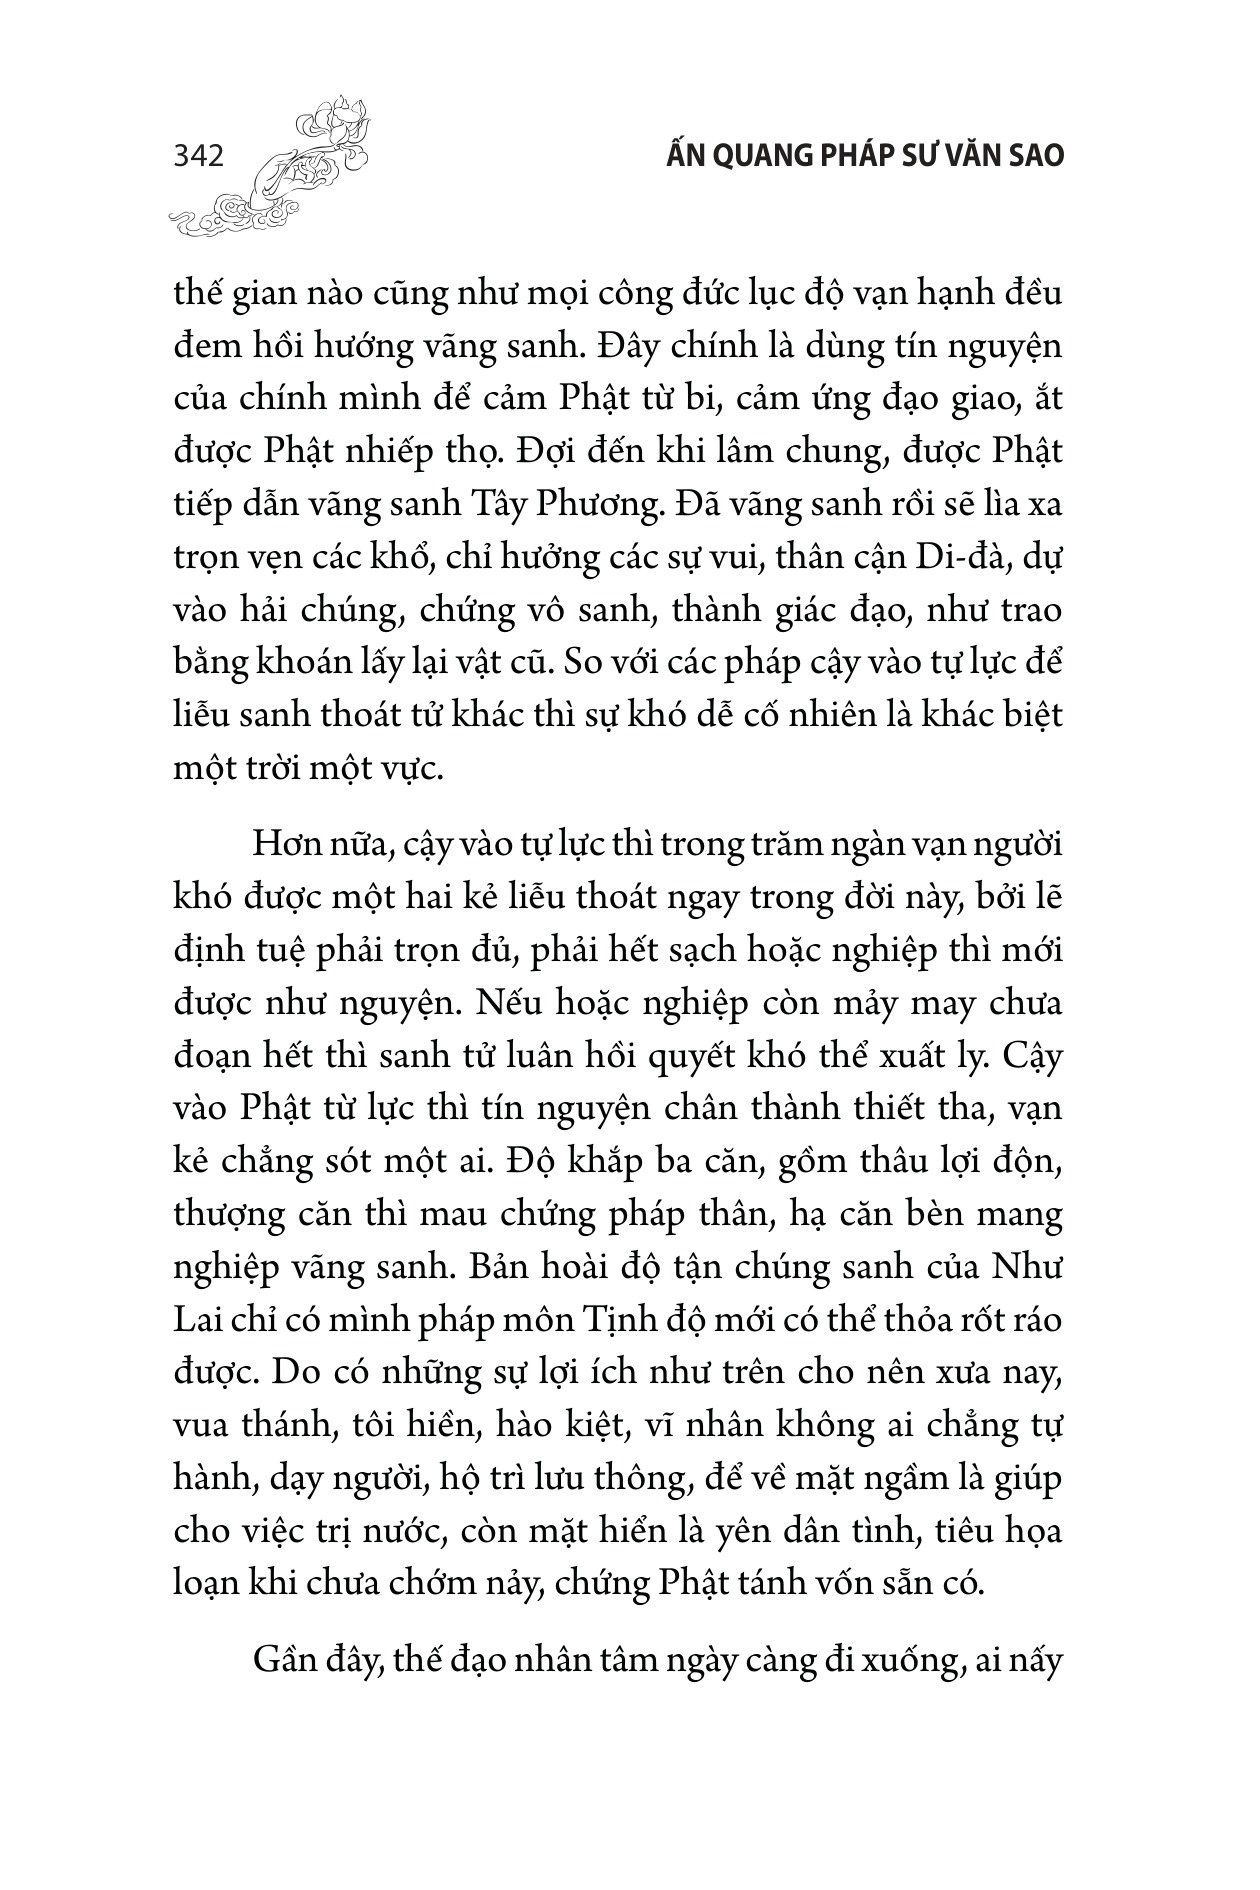 342
ẤN QUANG PHÁP SƯ VĂN SAO
thế gian nào cũng như mọi công đức lục độ vạn hạnh đều
đem hồi hướng vãng sanh. Đây chính là dùng tín nguyện
của chính mình để cảm Phật từ bi, cảm ứng đạo giao, ắt
được Phật nhiếp thọ. Đợi đến khi lâm chung, được Phật
tiếp dẫn vãng sanh Tây Phương. Đã vãng sanh rồi sẽ lìa xa
trọn vẹn các khổ, chỉ hưởng các sự vui, thân cận Di-đà, dự
vào hải chúng, chứng vô sanh, thành giác đạo, như trao
bằng khoán lấy lại vật cũ. So với các pháp cậy vào tự lực để
liễu sanh thoát tử khác thì sự khó dễ cố nhiên là khác biệt
một trời một vực.
Hơn nữa, cậy vào tự lực thì trong trăm ngàn vạn người
khó được một hai kẻ liễu thoát ngay trong đời này, bởi lẽ
định tuệ phải trọn đủ, phải hết sạch hoặc nghiệp thì mới
được như nguyện. Nếu hoặc nghiệp còn mảy may chưa
đoạn hết thì sanh tử luân hồi quyết khó thể xuất ly. Cậy
vào Phật từ lực thì tín nguyện chân thành thiết tha, vạn
kẻ chẳng sót một ai. Độ khắp ba căn, gồm thâu lợi độn,
thượng căn thì mau chứng pháp thân, hạ căn bèn mang
nghiệp vãng sanh. Bản hoài độ tận chúng sanh của Như
Lai chỉ có mình pháp môn Tịnh độ mới có thể thỏa rốt ráo
được. Do có những sự lợi ích như trên cho nên xưa nay,
vua thánh, tôi hiền, hào kiệt, vĩ nhân không ai chẳng tự
hành, dạy người, hộ trì lưu thông, để về mặt ngầm là giúp
cho việc trị nước, còn mặt hiển là yên dân tình, tiêu họa
loạn khi chưa chớm nảy, chứng Phật tánh vốn sẵn có.
Gần đây, thế đạo nhân tâm ngày càng đi xuống, ai nấy